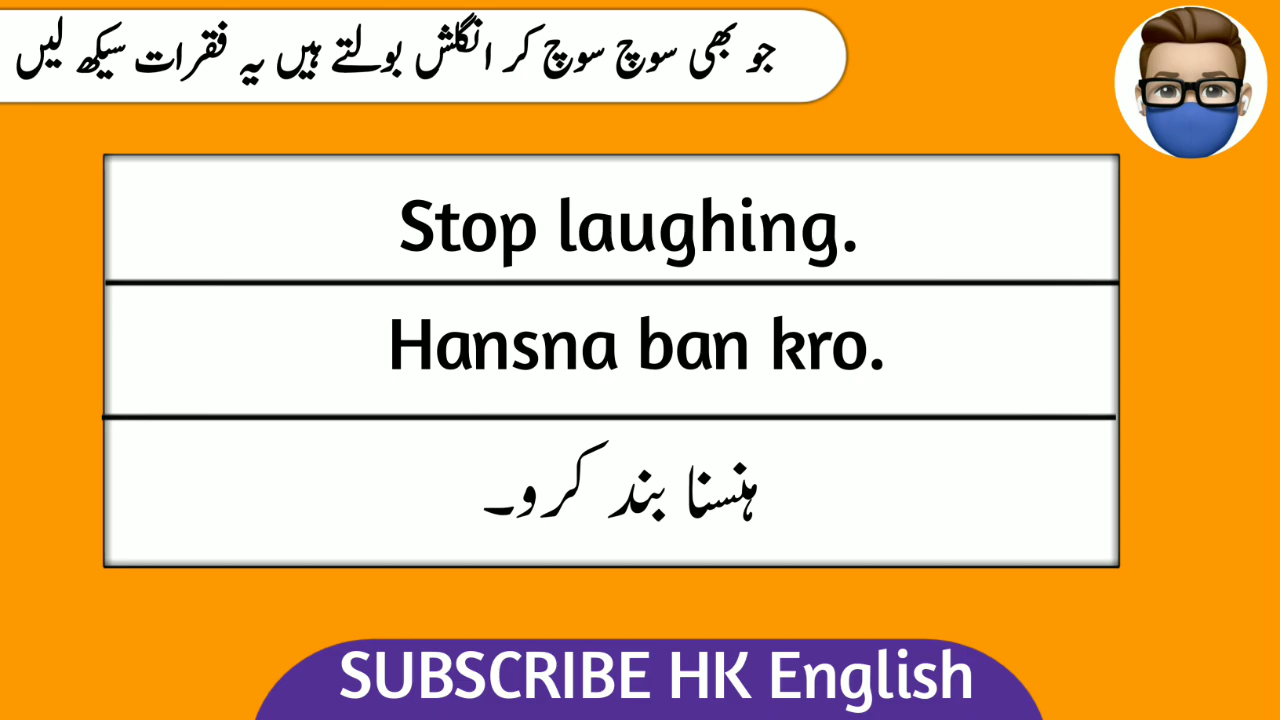 جو بھی سوچ سوچ کر انگلش بولتے ہیں یہ فقرات سیکھ لیں
Stop laughing.
Hansna ban kro.
ہنسنا بند کرو۔
SUBSCRIBE HK English